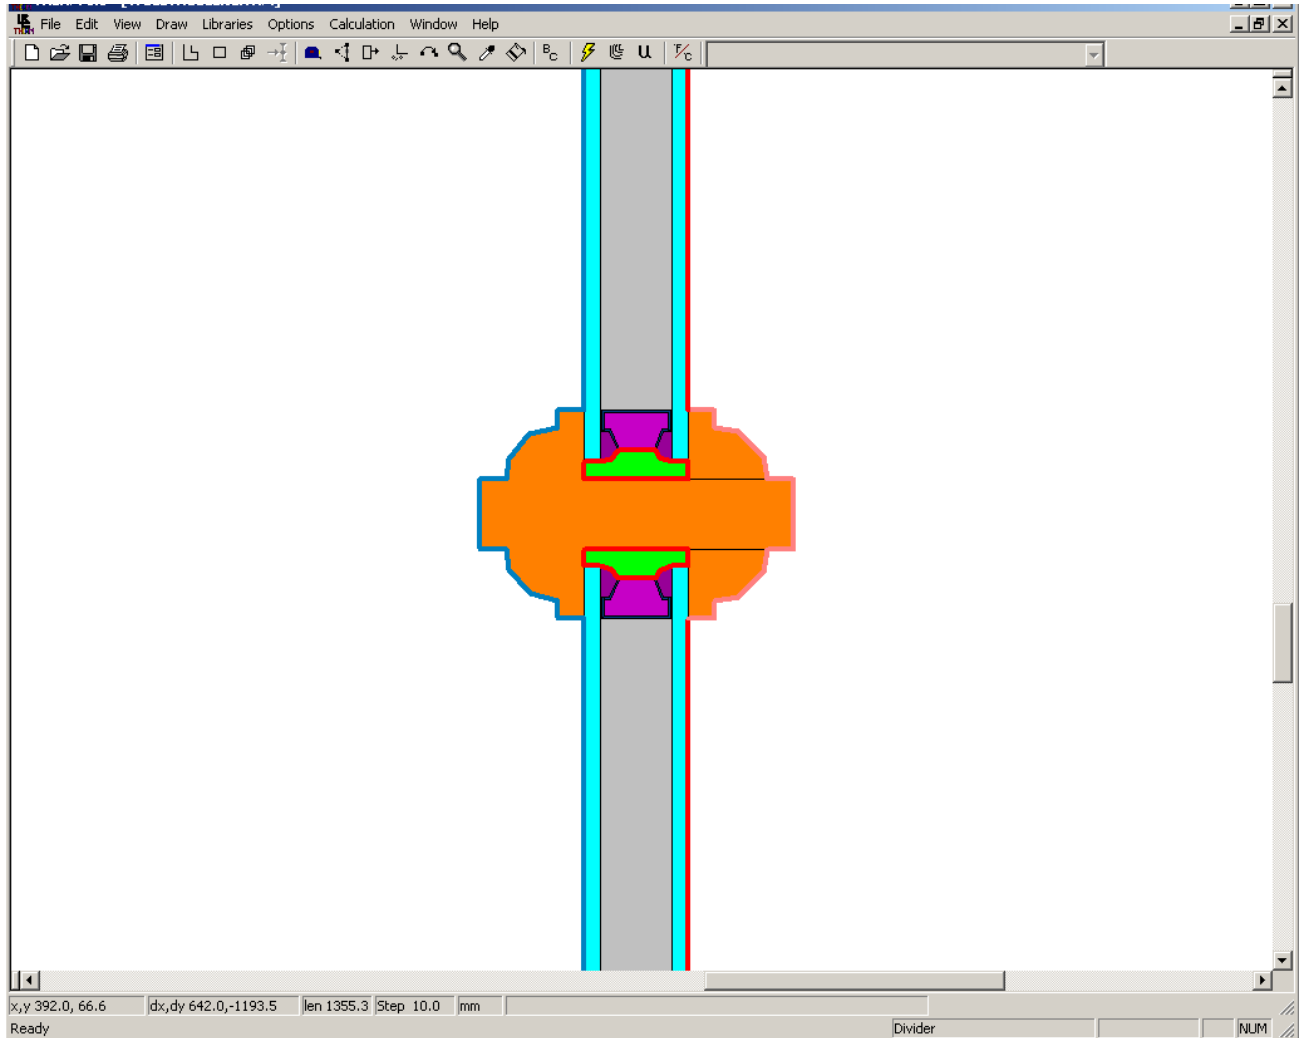 File Edit View Draw Libraries Options Calculation Window Help
B C U °F/C
x,y 392.0, 66.6 dx,dy 642.0,-1193.5 len 1355.3 Step 10.0 mm
Ready Divider NUM